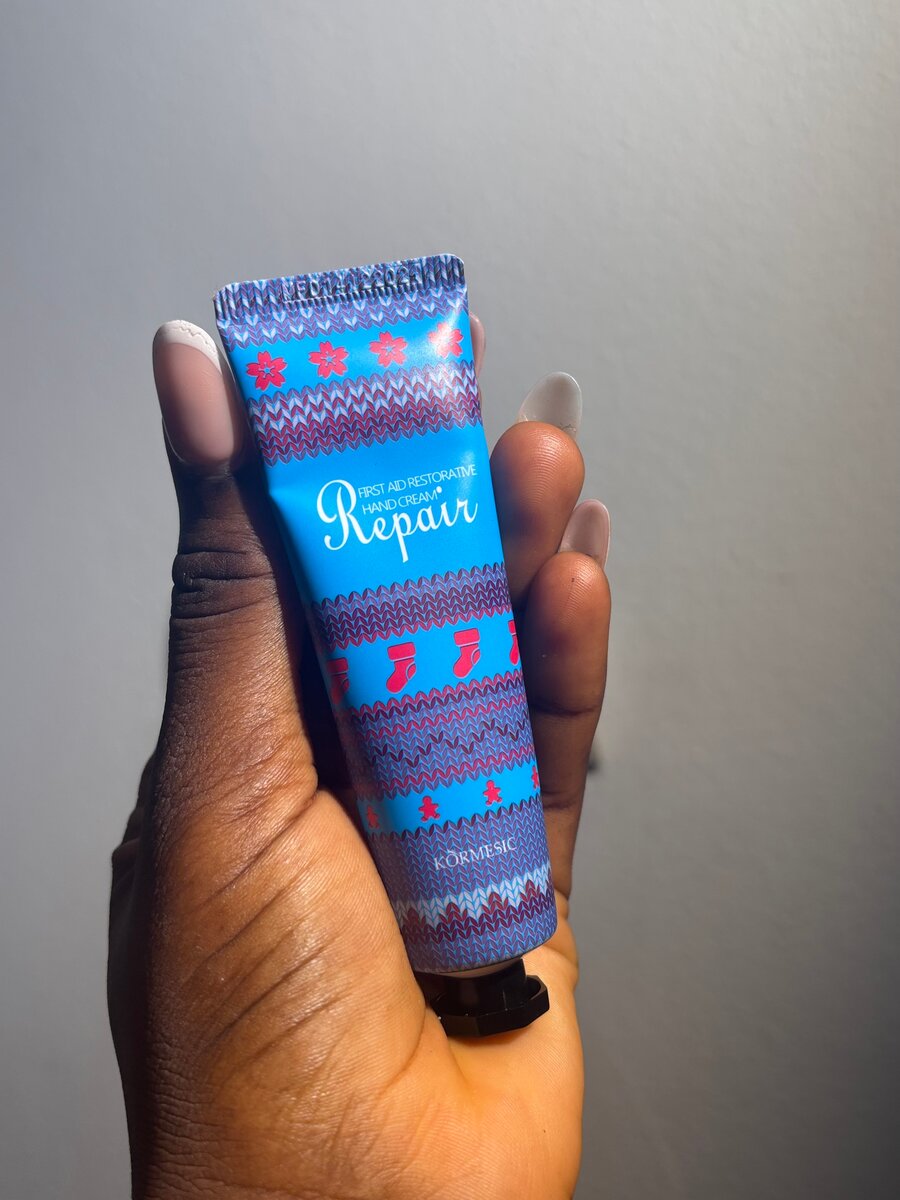 FIRST AID RESTORATIVE
HAND CREAM
Repair
KORMESIC